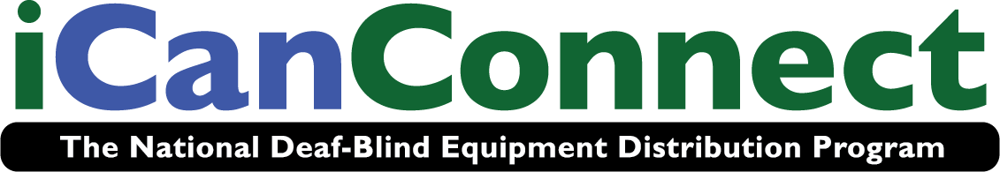 iCanConnect
The National Deaf-Blind Equipment Distribution Program